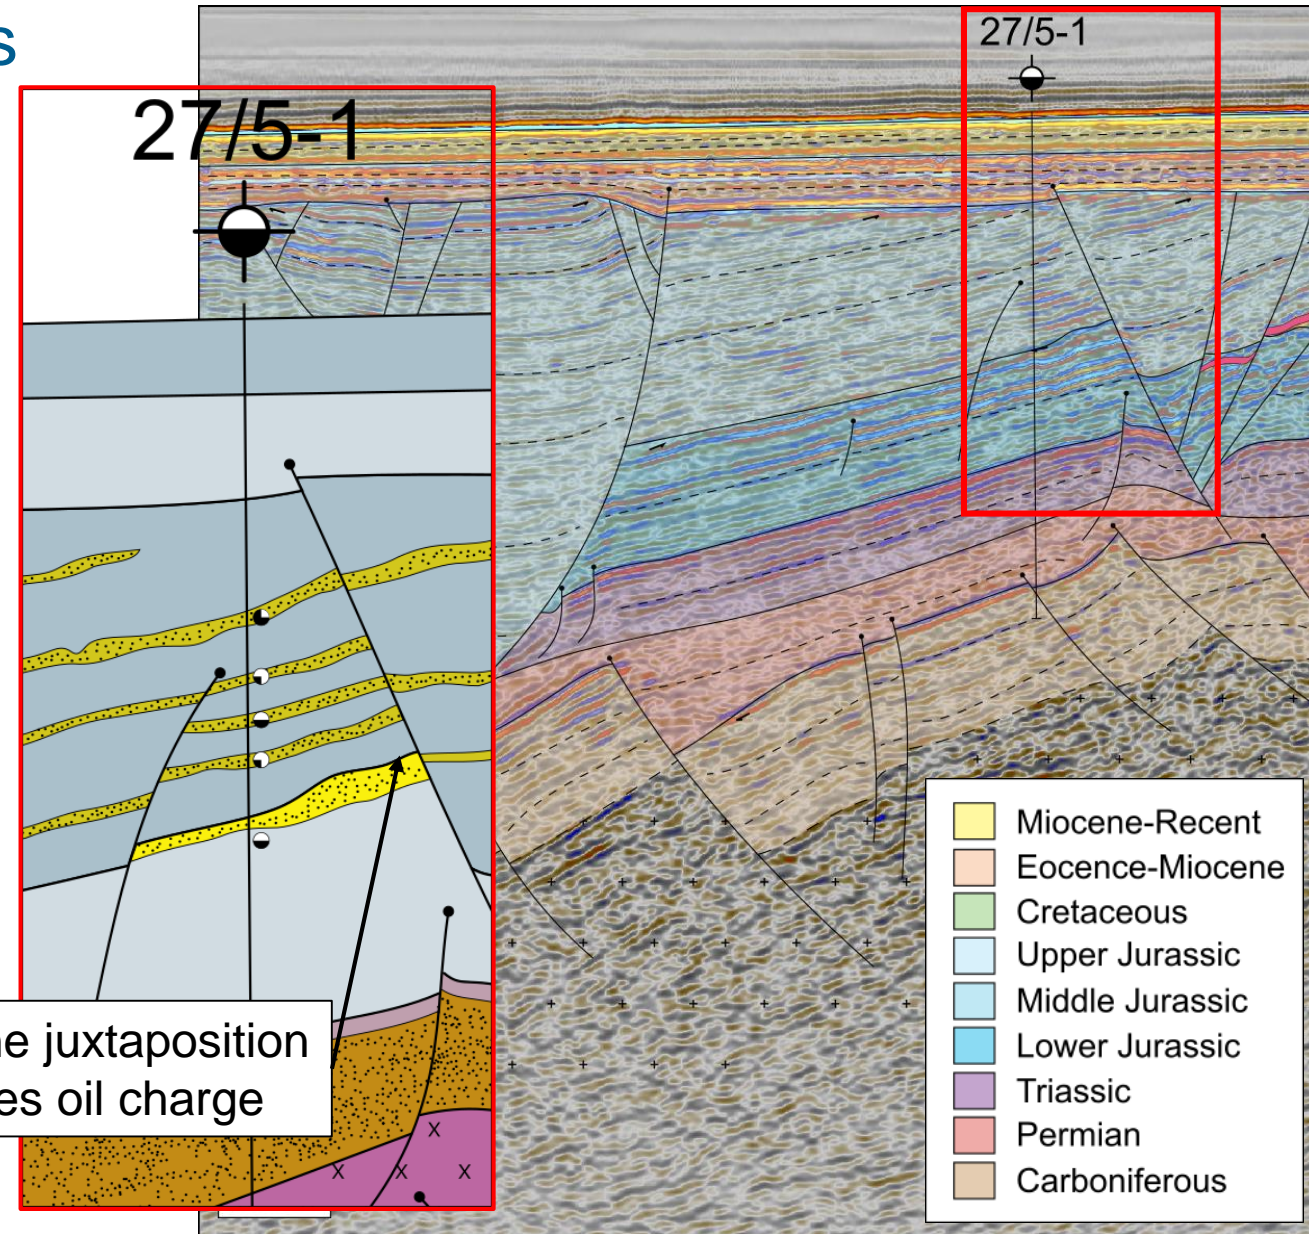 s
27/5-1
27/5-1
e juxtaposition
es oil charge
Miocene-Recent
Eocence-Miocene
Cretaceous
Upper Jurassic
Middle Jurassic
Lower Jurassic
Triassic
Permian
Carboniferous